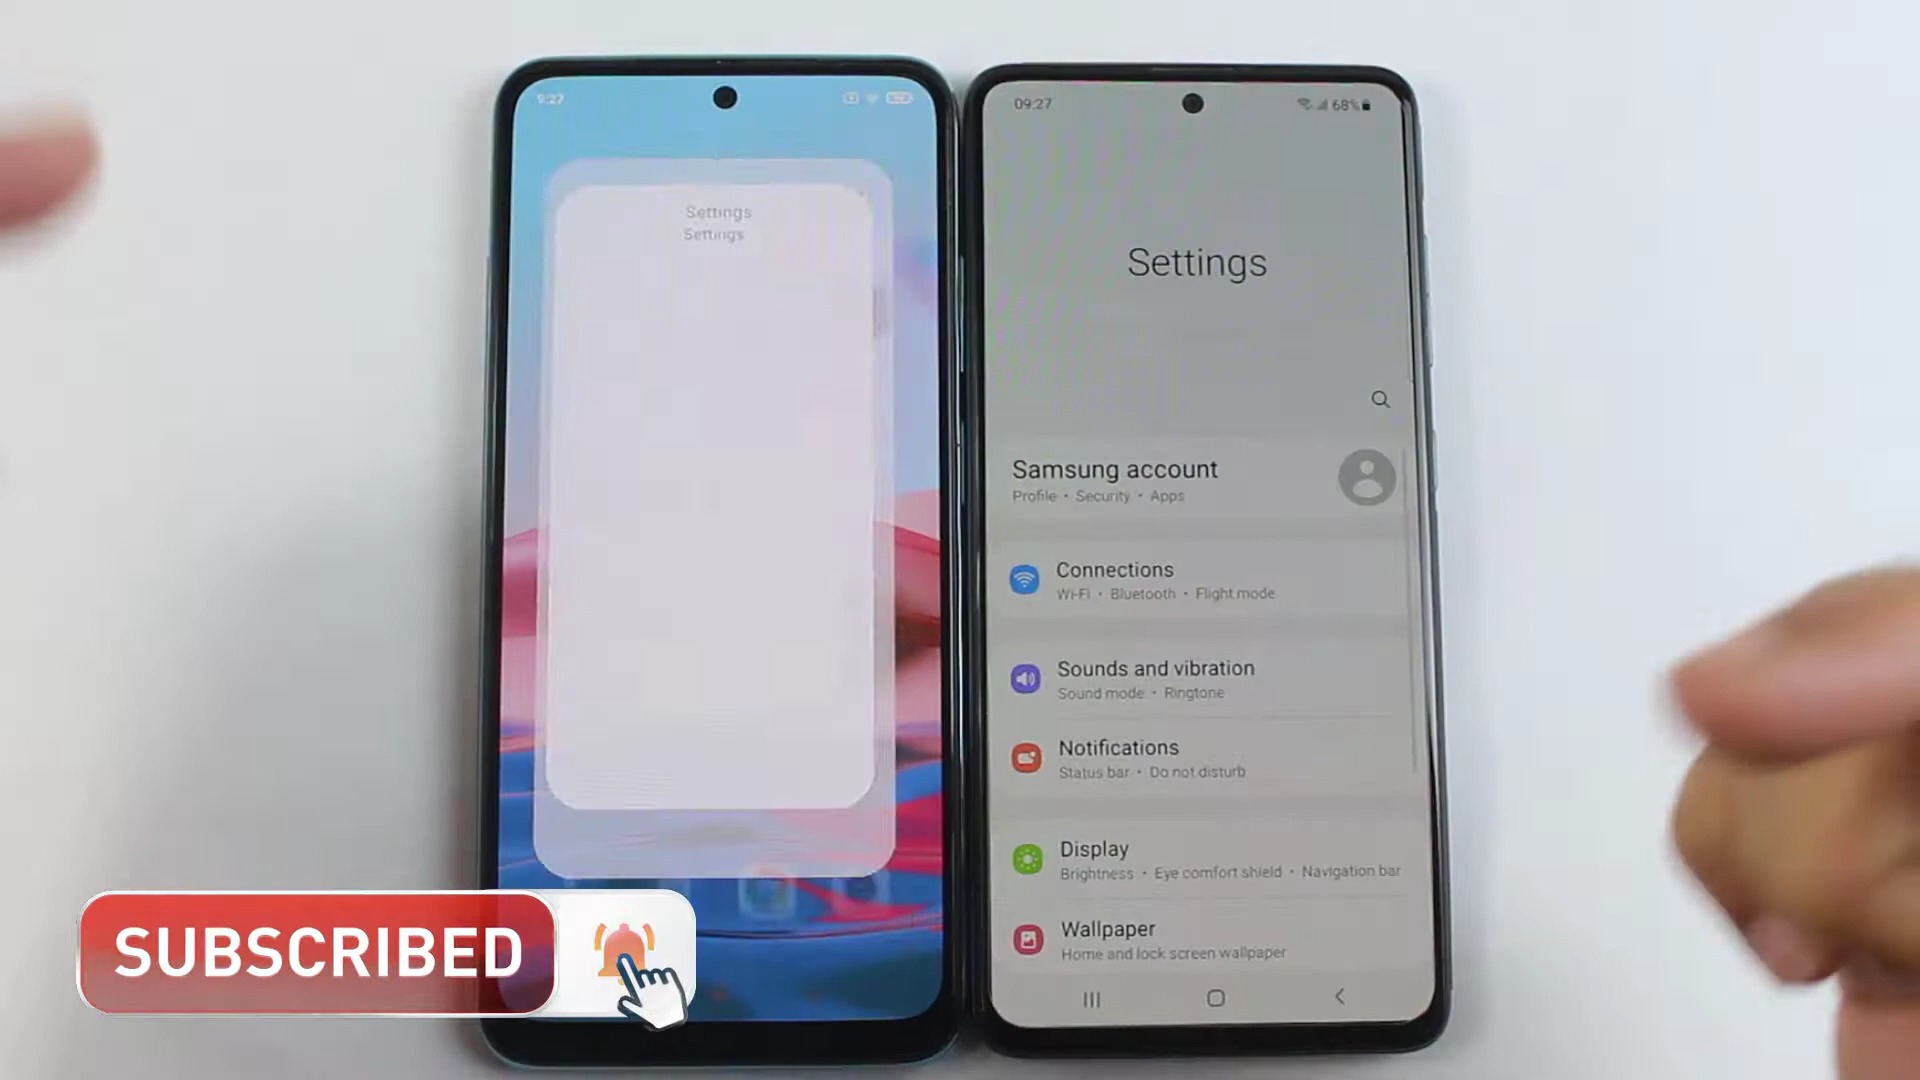 9:27
Settings
Settings
09:27
68%
Settings
Samsung account
Profile • Security • Apps
Connections
Wi-Fi • Bluetooth • Flight mode
Sounds and vibration
Sound mode • Ringtone
Notifications
Status bar • Do not disturb
Display
Brightness • Eye comfort shield • Navigation bar
Wallpaper
Home and lock screen wallpaper
SUBSCRIBED